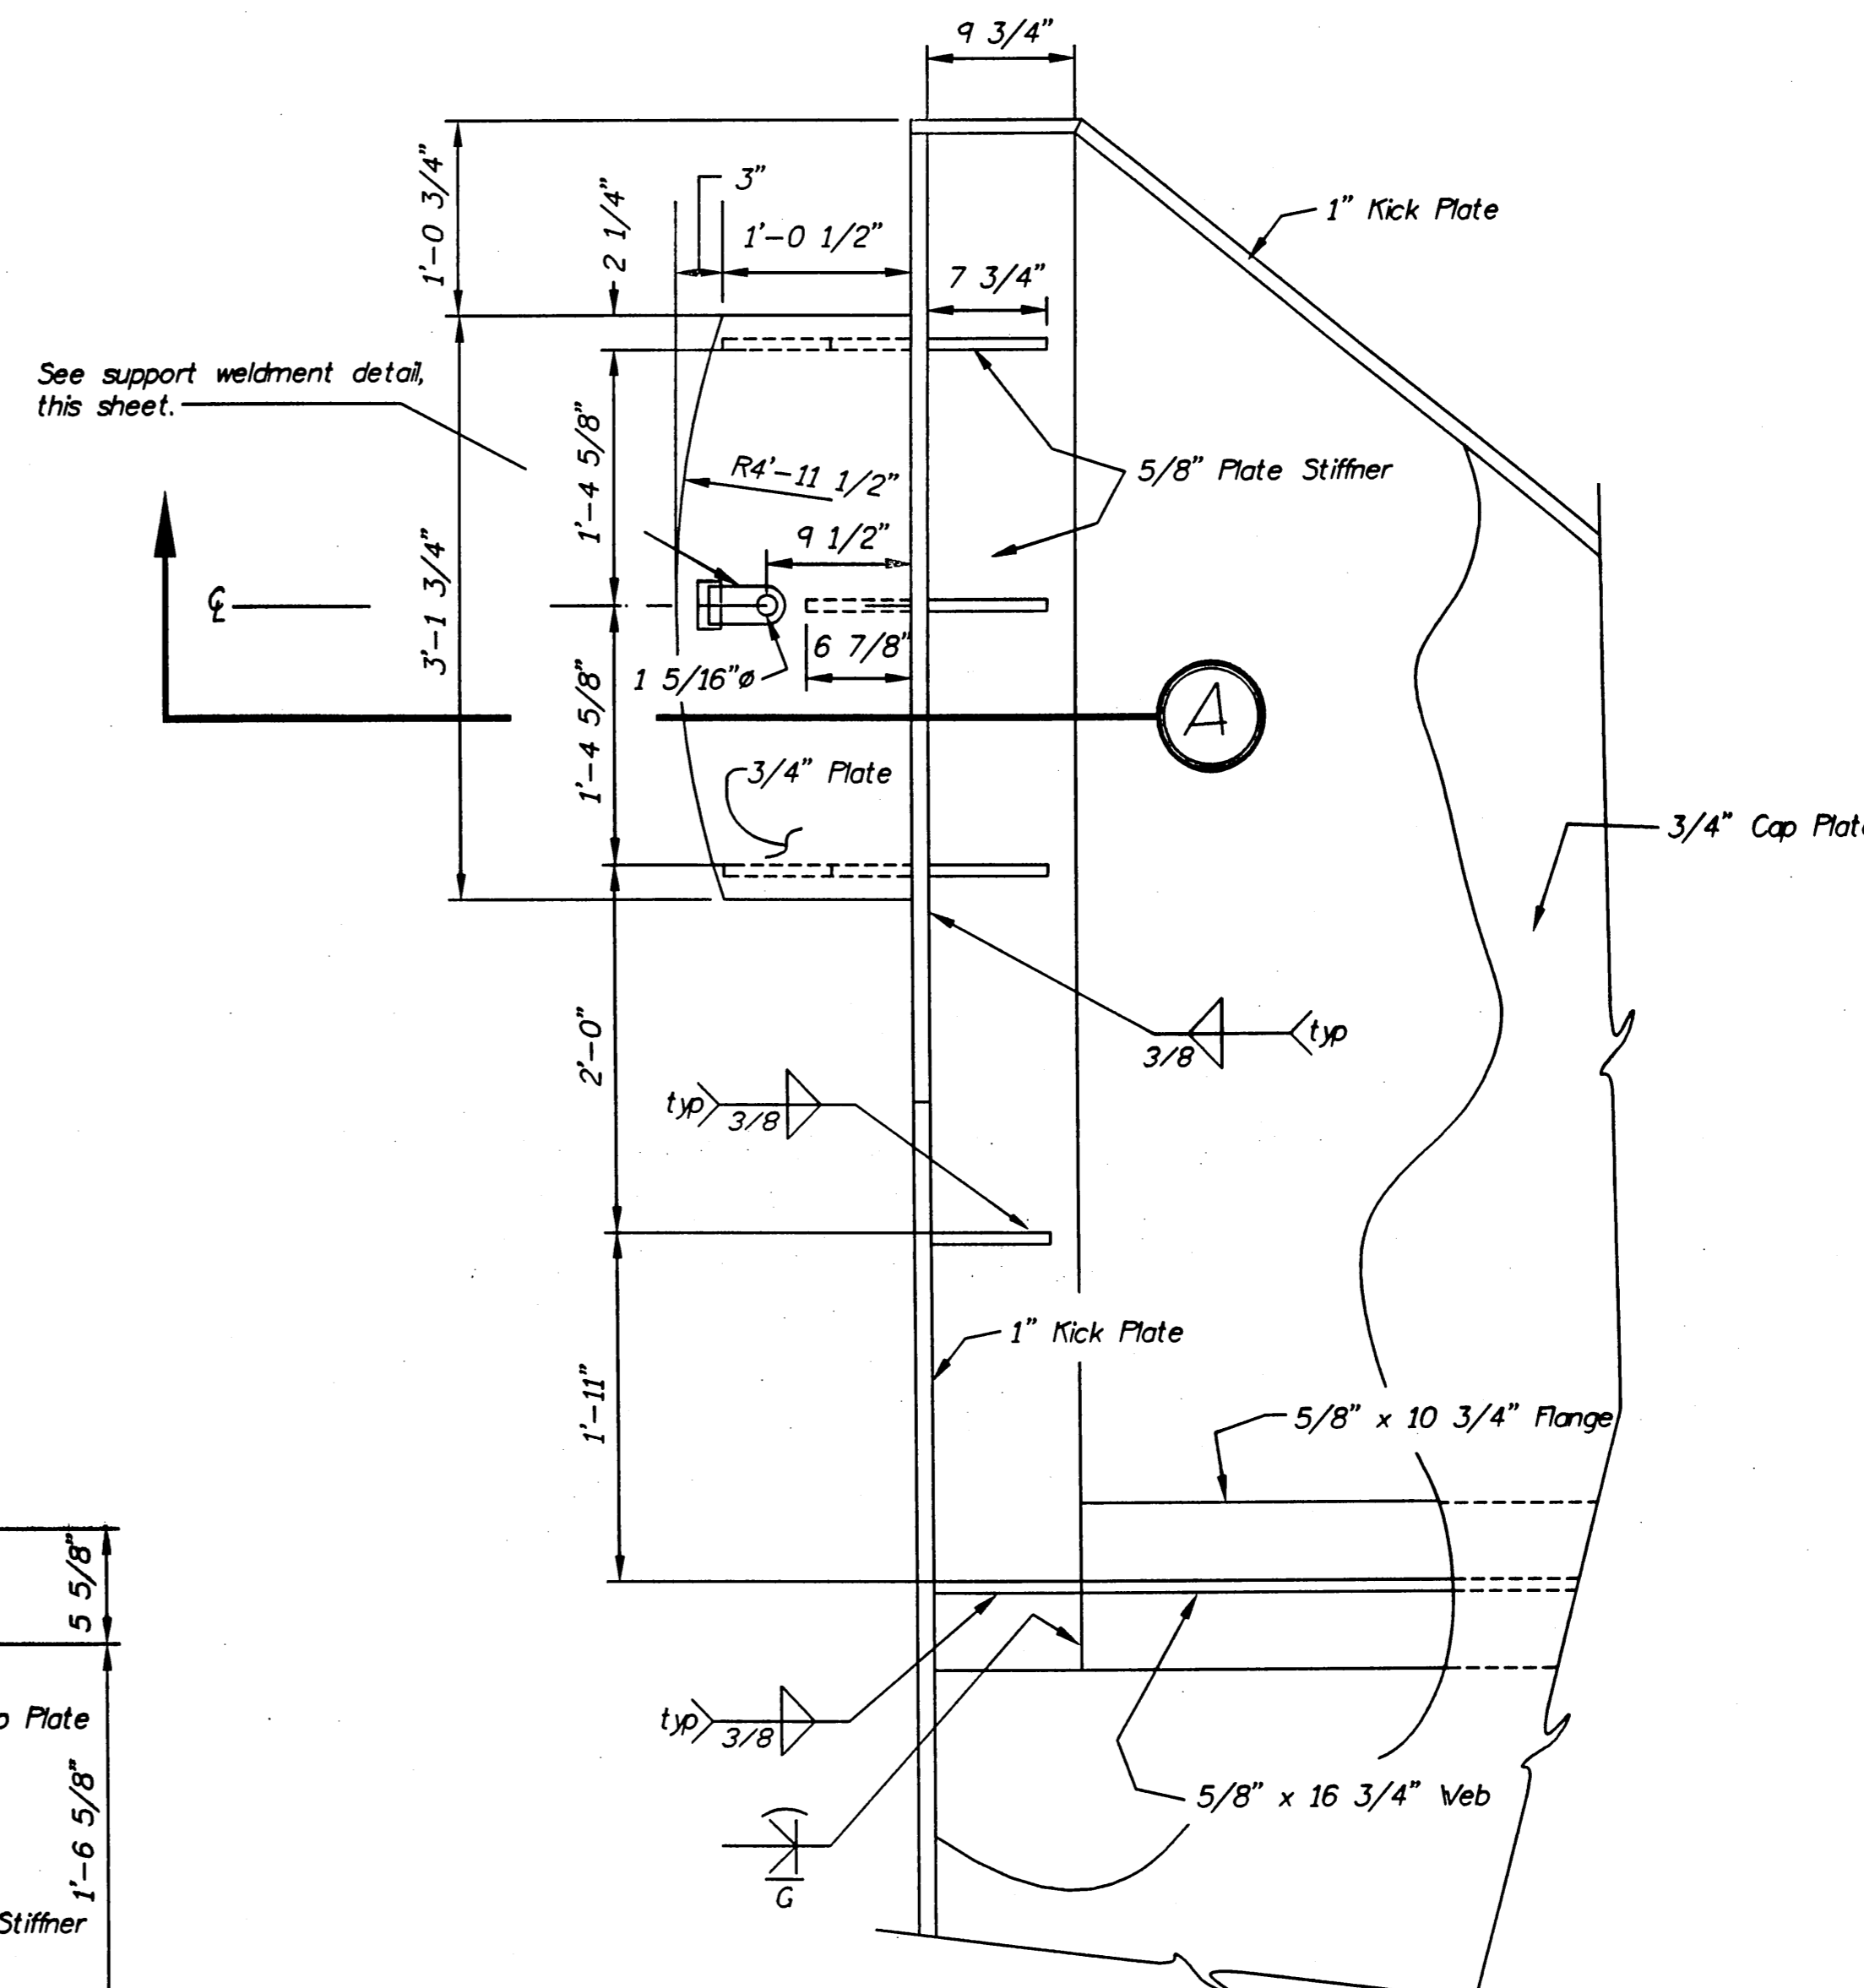 9 3/4"
1'-0 3/4"
3"
2 1/4"
1'-0 1/2"
1" Kick Plate
7 3/4"
See support weldment detail,
this sheet.
1'-4 5/8"
R4'-11 1/2"
5/8" Plate Stiffner
9 1/2"
℄
3'-1 3/4"
6 7/8"
1 5/16"ø
1'-4 5/8"
A
3/4" Plate
3/4" Cap Plate
2'-0"
3/8
typ
typ
3/8
1" Kick Plate
1'-11"
5/8" x 10 3/4" Flange
5 5/8"
p Plate
typ
3/8
5/8" x 16 3/4" Web
1'-6 5/8"
G
Stiffner